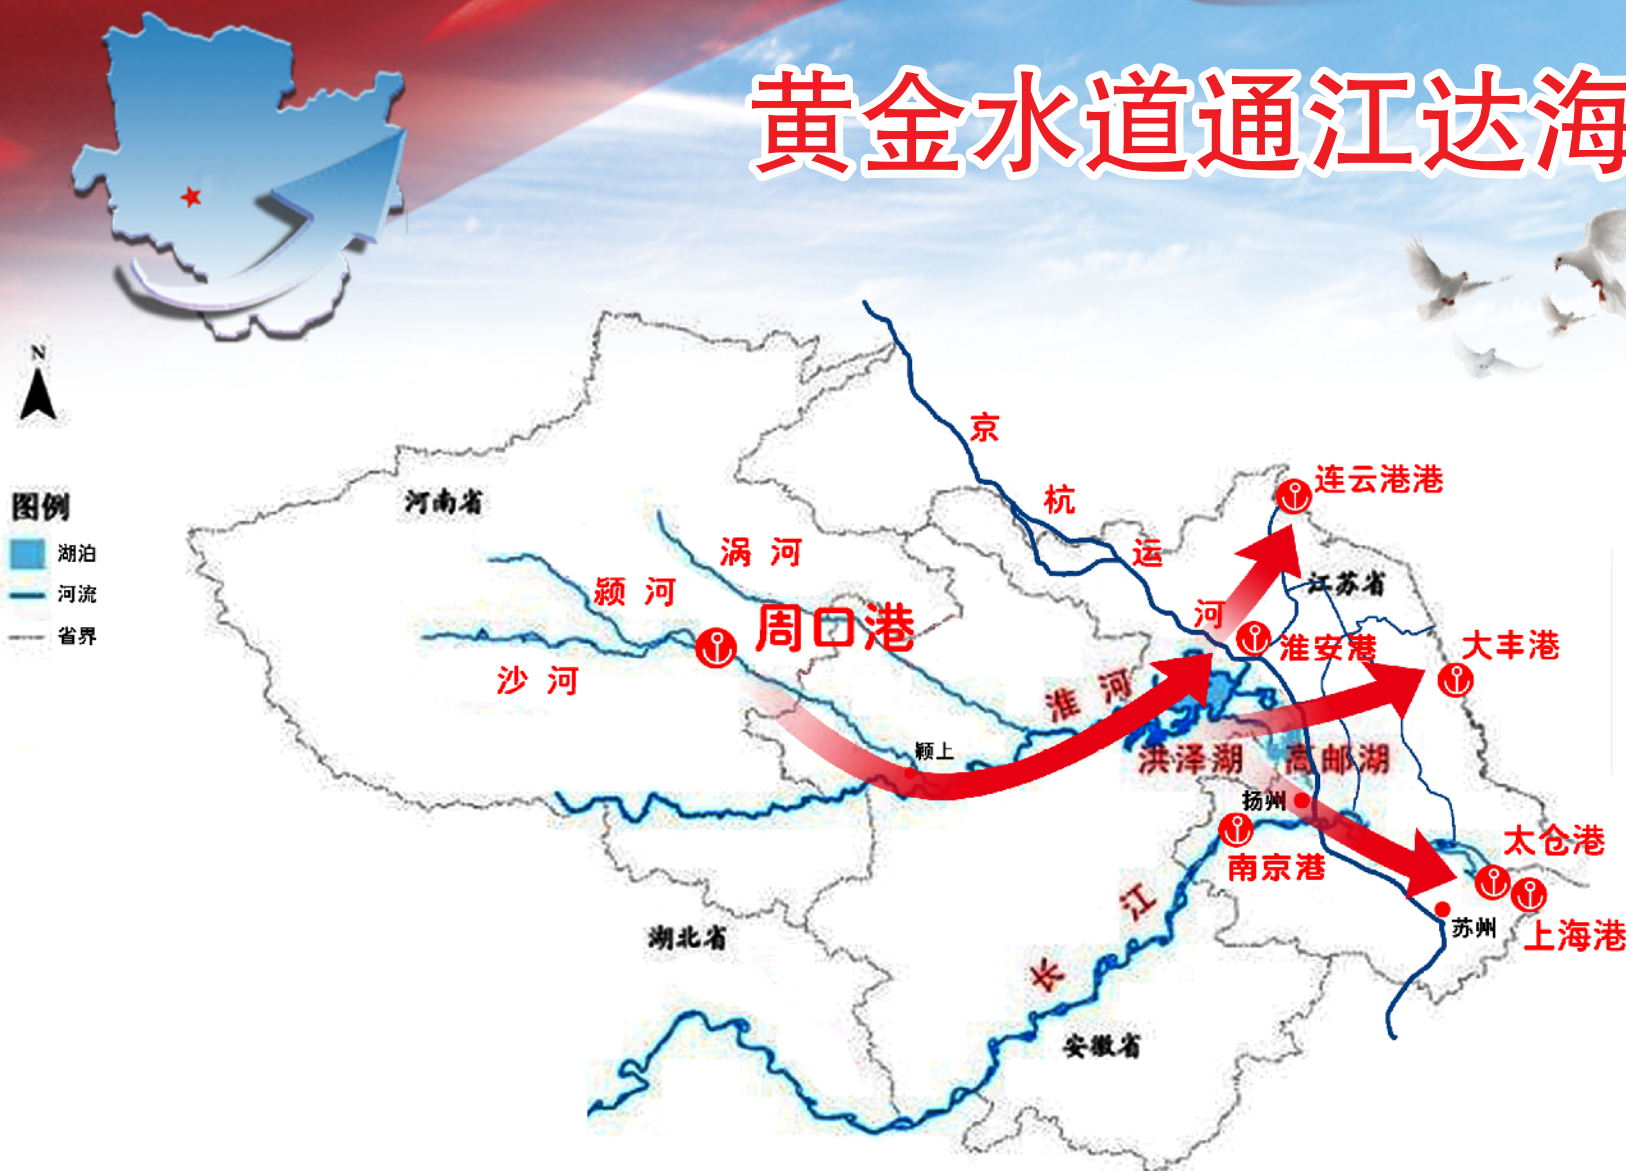 黄金水道通江达海
N
图例
湖泊
河流
省界
河南省
京
杭
运
河
连云港港
江苏省
涡河
颍河
周口港
沙河
淮安港
大丰港
淮河
颍上
洪泽湖
高邮湖
扬州
南京港
太仓港
上海港
苏州
长
江
湖北省
安徽省